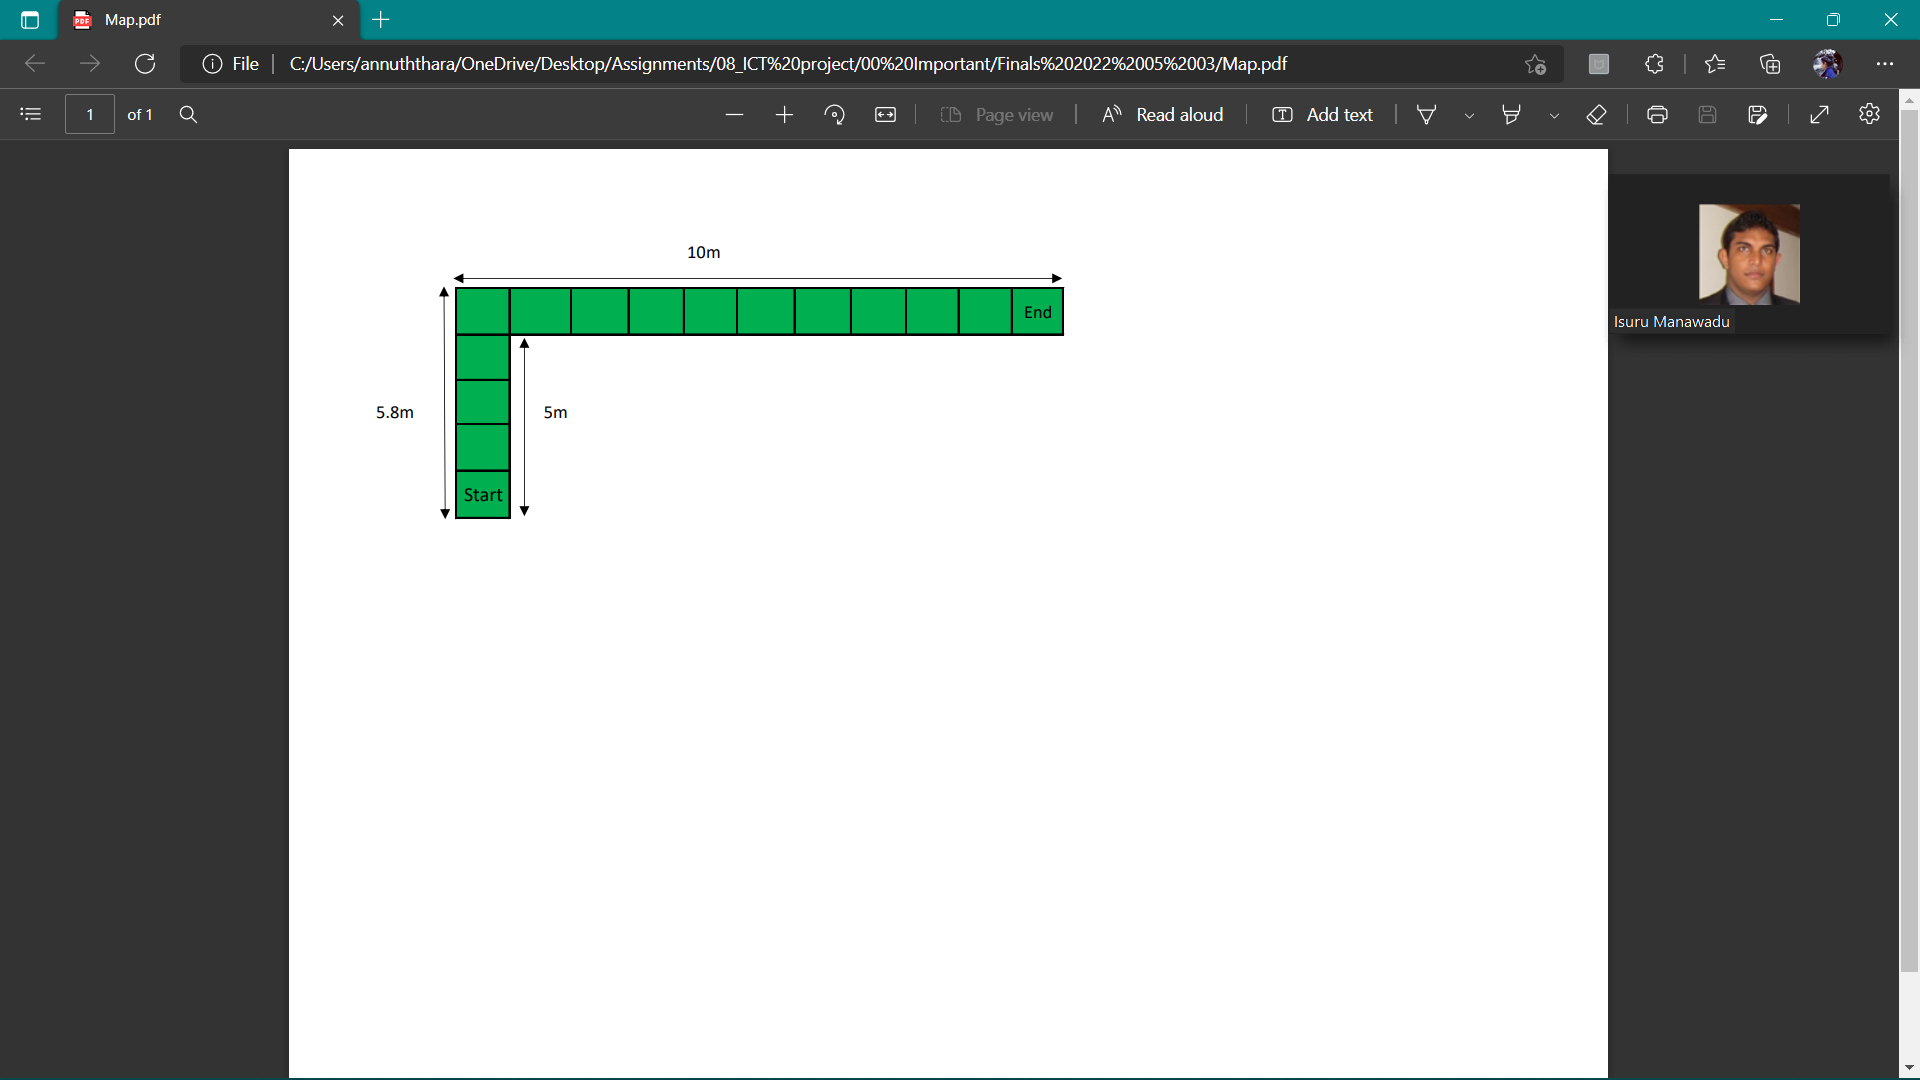 Map.pdf
File
C:/Users/annuththara/OneDrive/Desktop/Assignments/08_ICT%20project/00%20Important/Finals%202022%2005%2003/Map.pdf
1 of 1
Page view
Read aloud
Add text
10m
End
5.8m
5m
Start
Isuru Manawadu